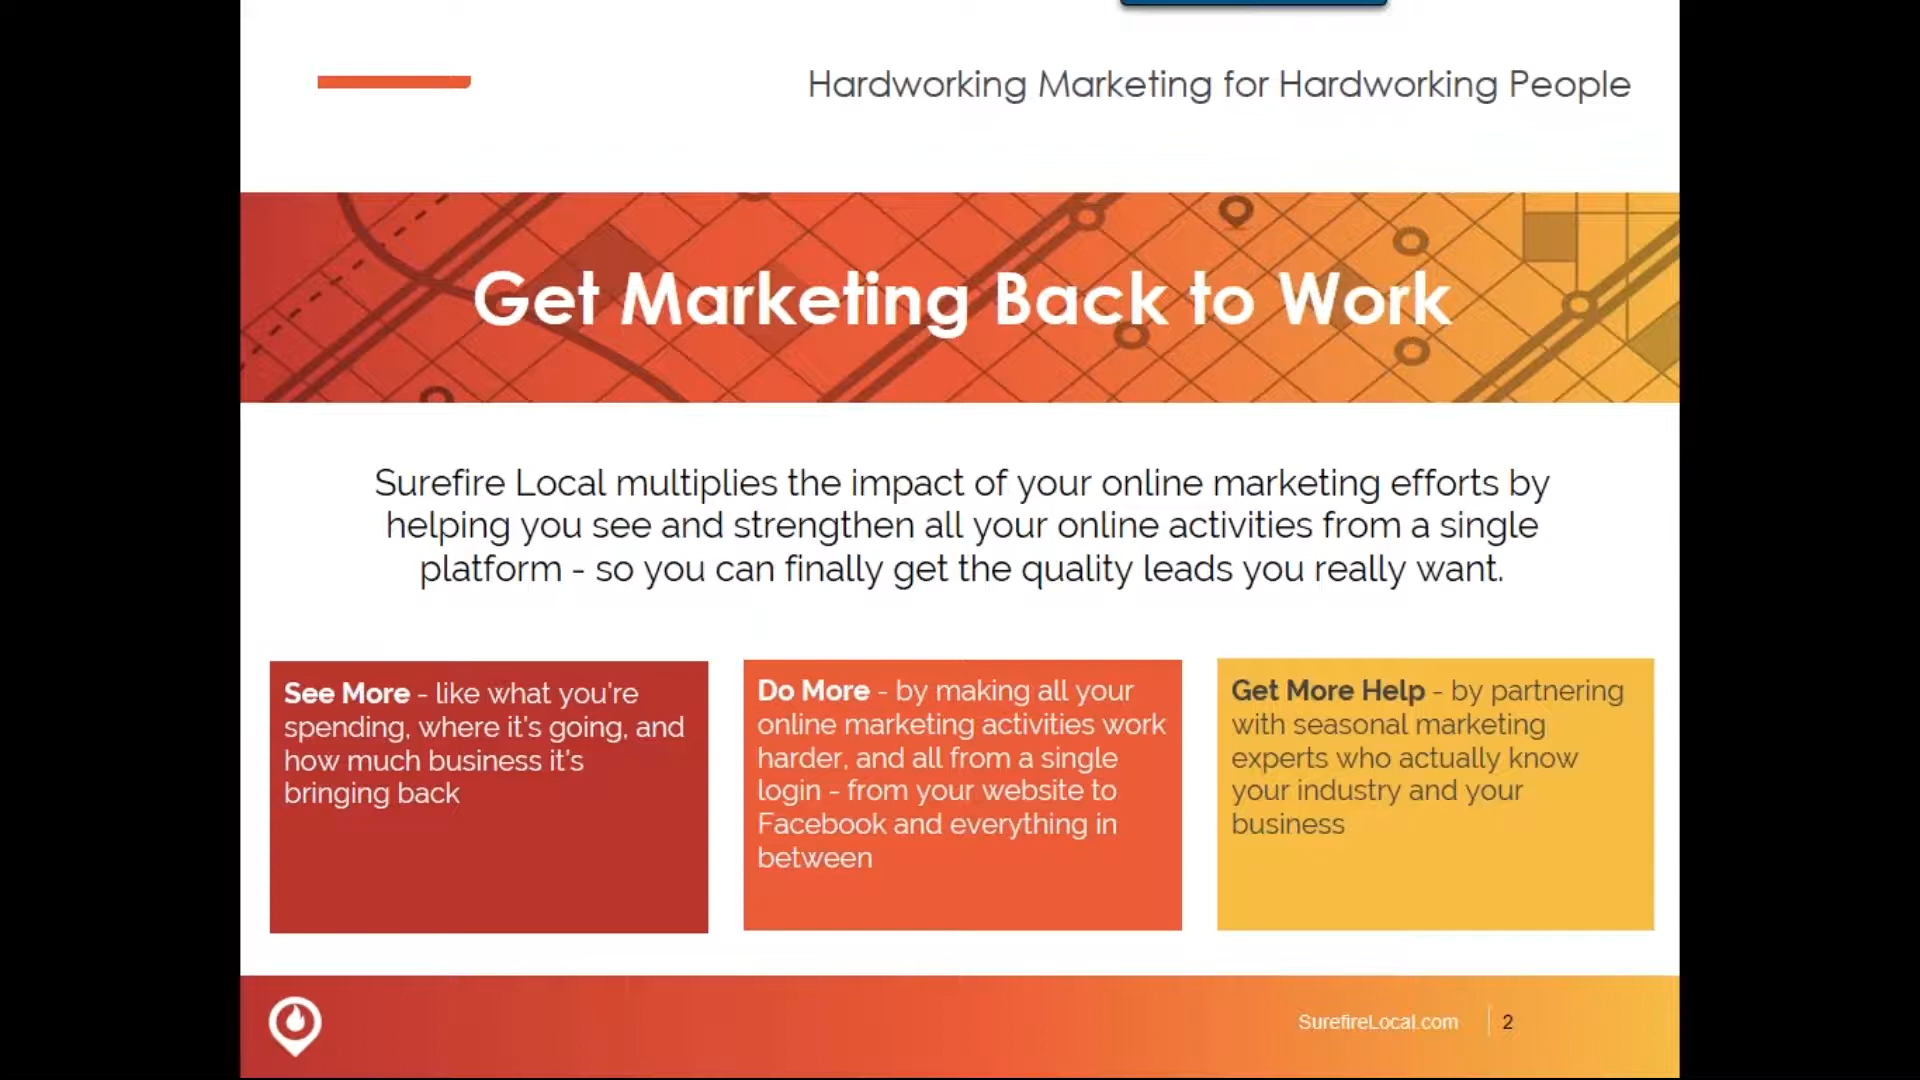 Hardworking Marketing for Hardworking People
Get Marketing Back to Work
Surefire Local multiplies the impact of your online marketing efforts by
helping you see and strengthen all your online activities from a single
platform - so you can finally get the quality leads you really want.
See More - like what you're
spending, where it's going, and
how much business it's
bringing back
Do More - by making all your
online marketing activities work
harder, and all from a single
login - from your website to
Facebook and everything in
between
Get More Help - by partnering
with seasonal marketing
experts who actually know
your industry and your
business
SurefireLocal.com
2